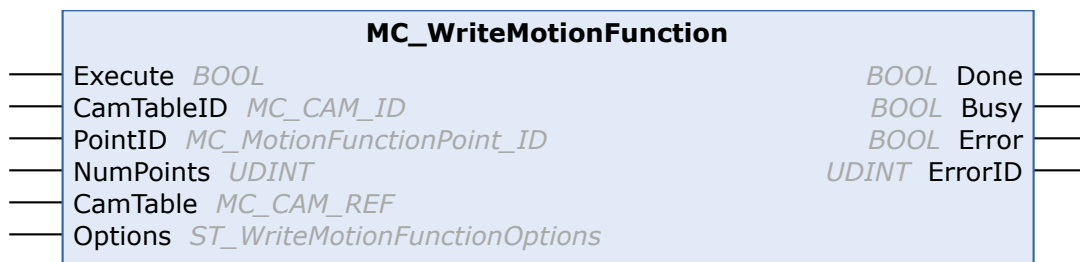 MC_WriteMotionFunction
Execute BOOL BOOL Done
CamTableID MC_CAM_ID BOOL Busy
PointID MC_MotionFunctionPoint_ID BOOL Error
NumPoints UDINT UDINT ErrorID
CamTable MC_CAM_REF
Options ST_WriteMotionFunctionOptions